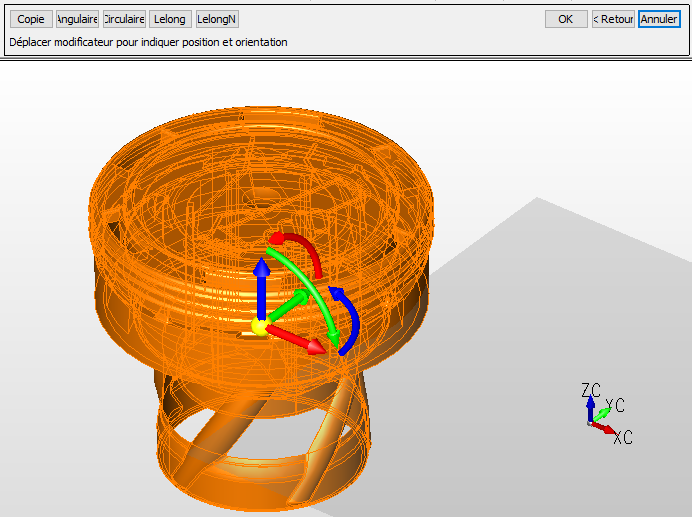 Copie Angulaire Circulaire Lelong LelongN OK < Retour Annuler
Déplacer modificateur pour indiquer position et orientation
ZC
YC
XC